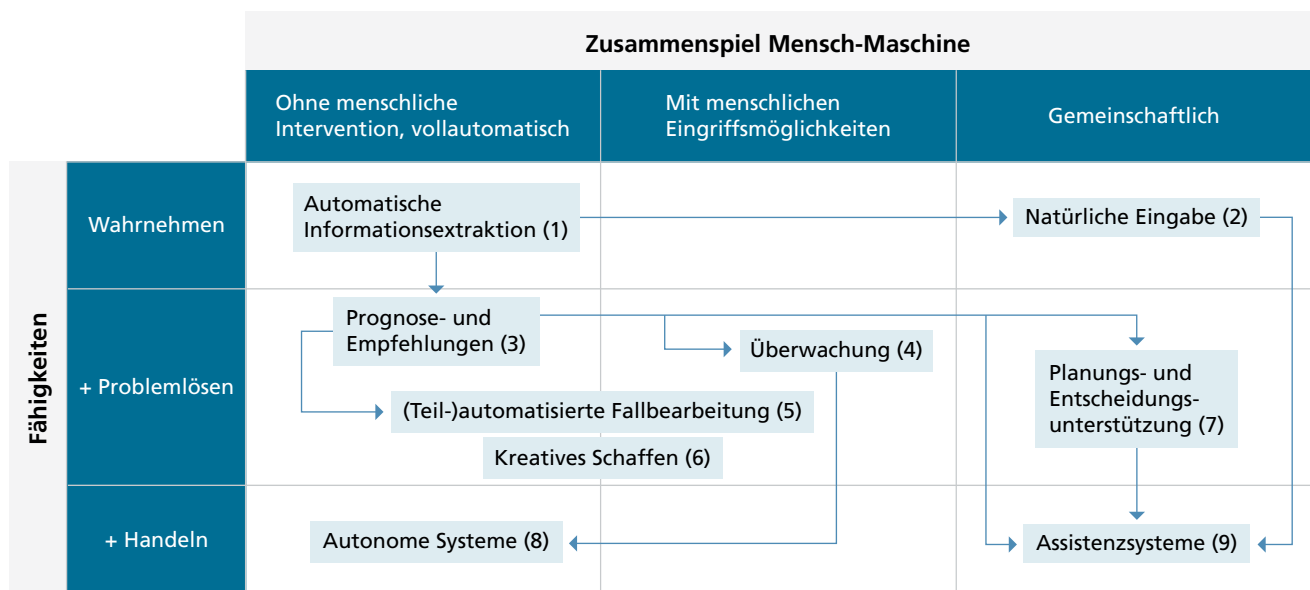 Zusammenspiel Mensch-Maschine
Ohne menschliche
Intervention, vollautomatisch
Mit menschlichen
Eingriffsmöglichkeiten
Gemeinschaftlich
Fähigkeiten
Wahrnehmen
Automatische
Informationsextraktion (1)
Natürliche Eingabe (2)
+ Problemlösen
Prognose- und
Empfehlungen (3)
Überwachung (4)
(Teil-)automatisierte Fallbearbeitung (5)
Kreatives Schaffen (6)
Planungs- und
Entscheidungs-
unterstützung (7)
+ Handeln
Autonome Systeme (8)
Assistenzsysteme (9)